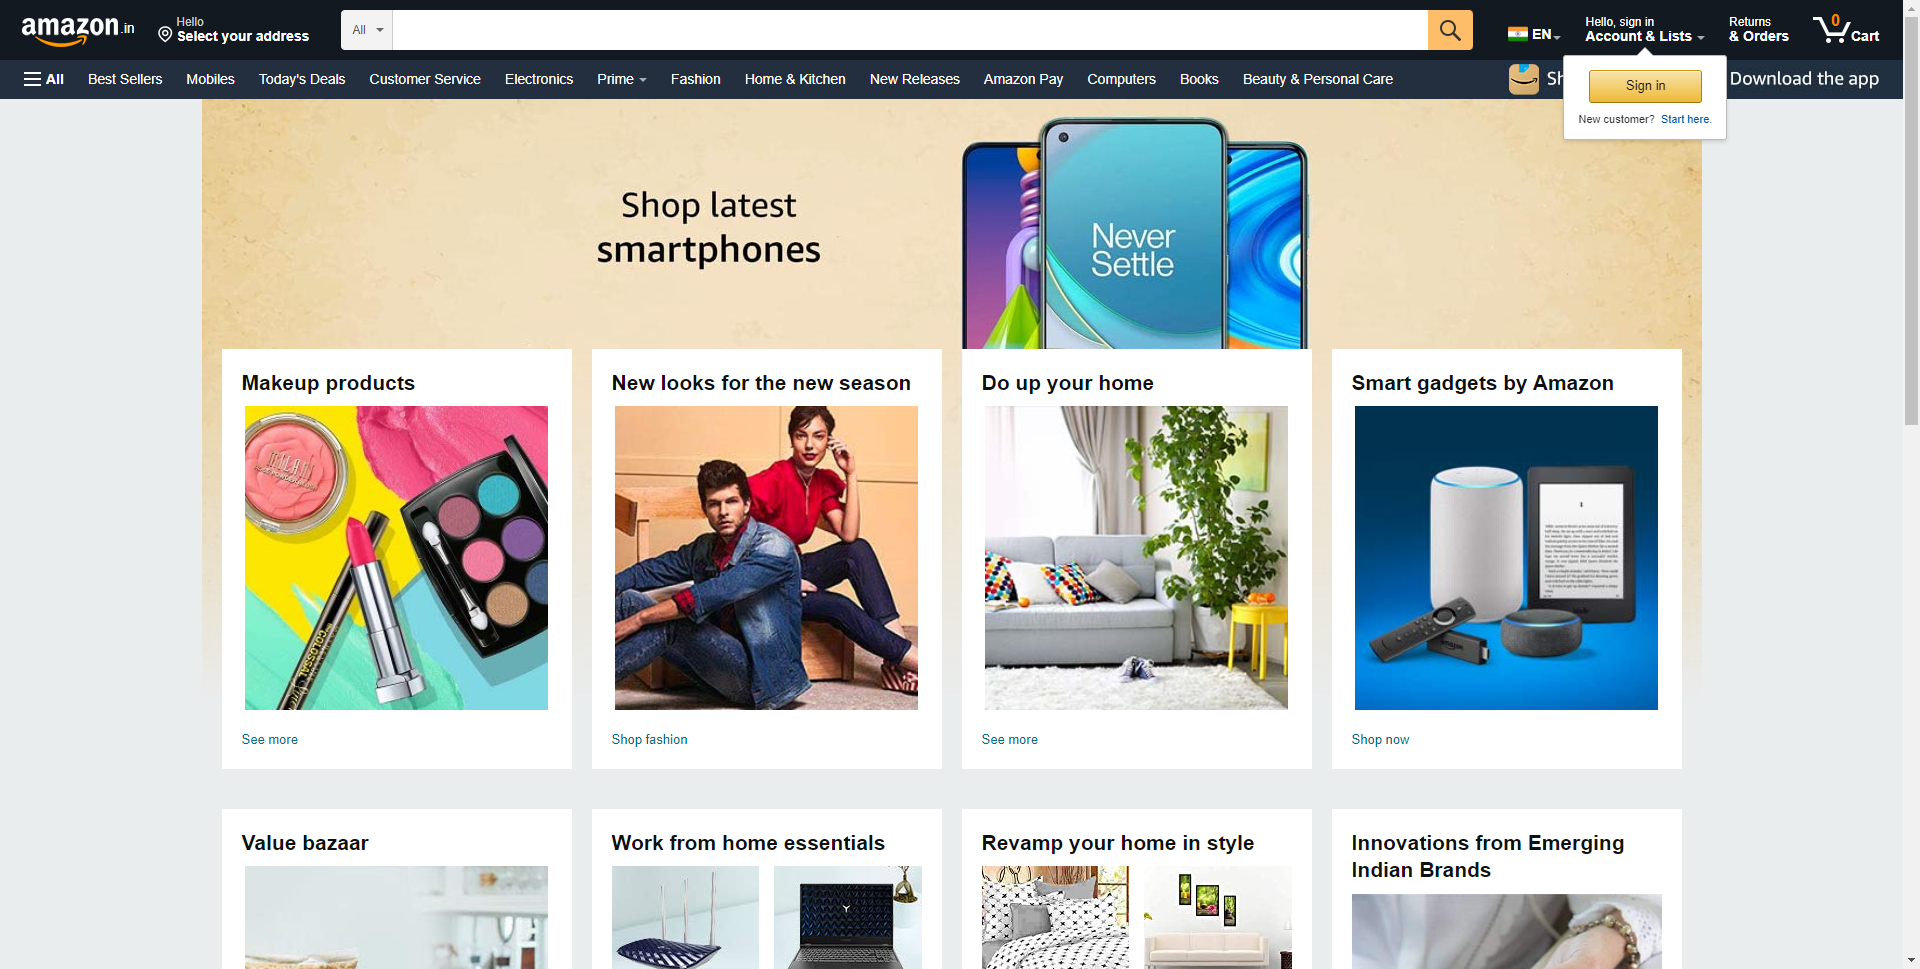 amazon.in
Hello
Select your address
All
EN
Hello, sign in
Account & Lists
Returns
& Orders
0
Cart
All
Best Sellers
Mobiles
Today's Deals
Customer Service
Electronics
Prime
Fashion
Home & Kitchen
New Releases
Amazon Pay
Computers
Books
Beauty & Personal Care
Sh
Download the app
Sign in
New customer? Start here.
Shop latest
smartphones
Never
Settle
Makeup products
New looks for the new season
Do up your home
Smart gadgets by Amazon
MILANI
COLOSSAL
amazon
kindle
See more
Shop fashion
See more
Shop now
Value bazaar
Work from home essentials
Revamp your home in style
Innovations from Emerging
Indian Brands